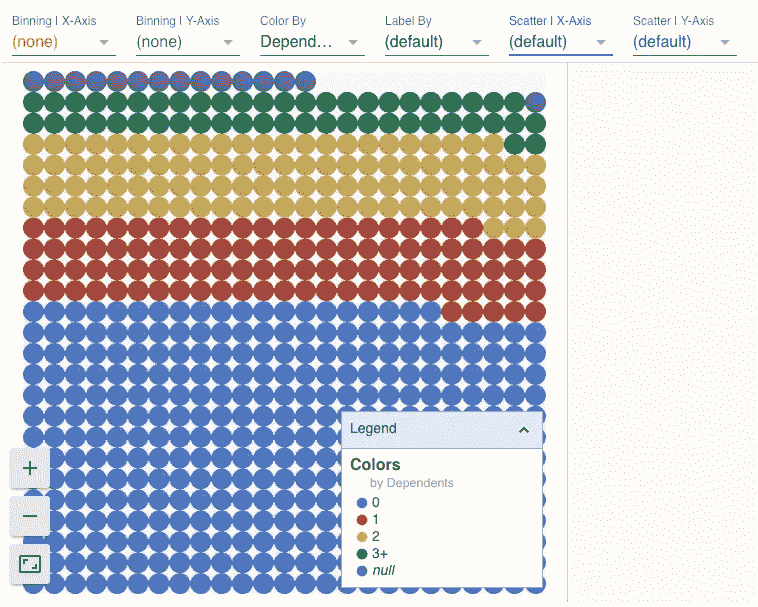 Binning | X-Axis Binning | Y-Axis Color By Label By Scatter | X-Axis Scatter | Y-Axis
(none) (none) Depend... (default) (default) (default)
Legend
Colors
by Dependents
0
1
2
3+
null